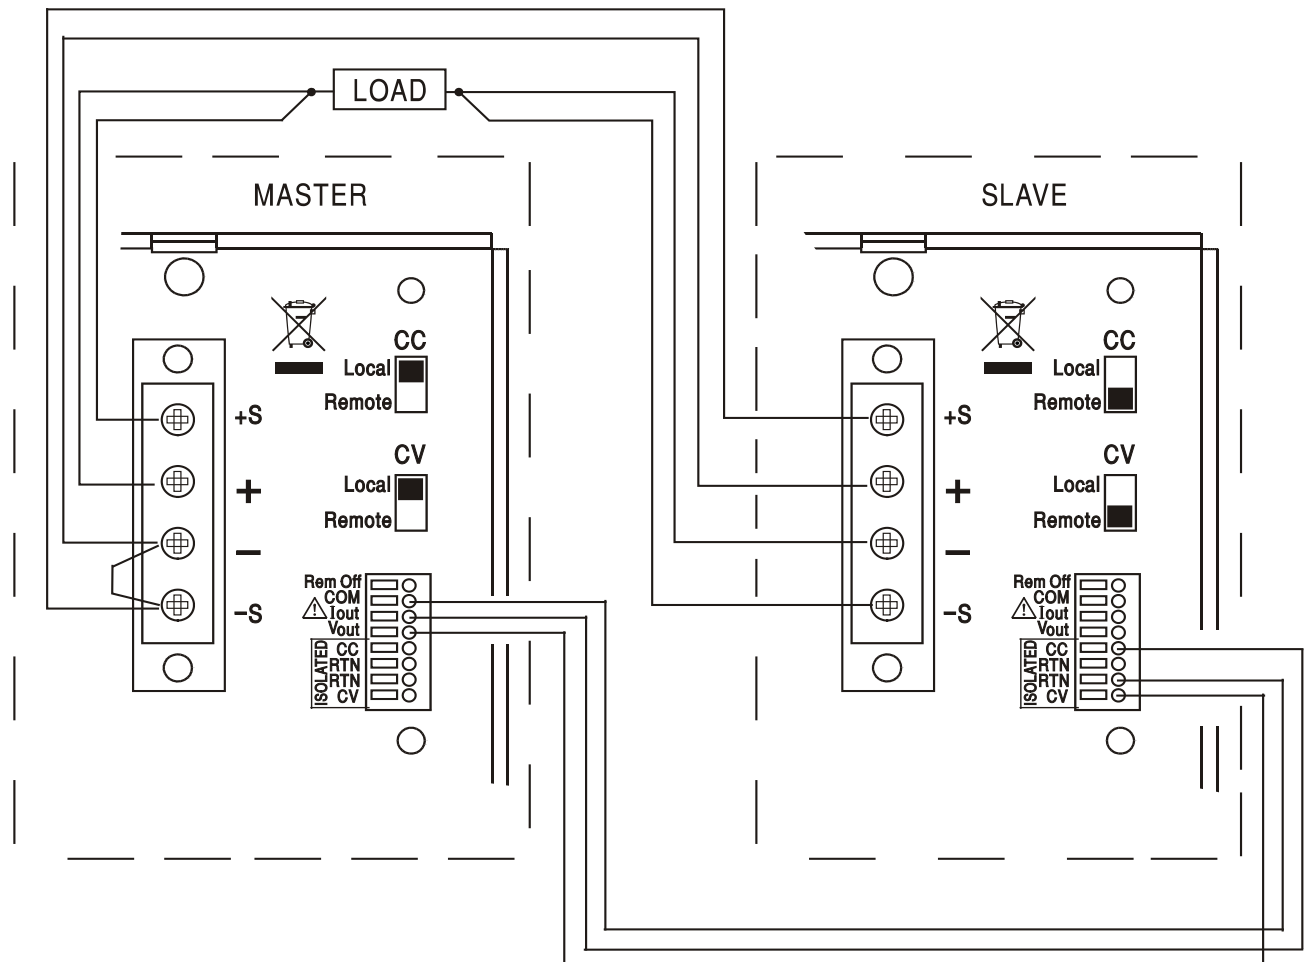 LOAD
MASTER
CC
Local
Remote
+S
CV
Local
+
Remote
−
Rem Off
COM
Iout
−S
Vout
CC
RTN
RTN
CV
ISOLATED
SLAVE
CC
Local
Remote
+S
CV
Local
+
Remote
−
Rem Off
COM
Iout
−S
Vout
CC
RTN
RTN
CV
ISOLATED